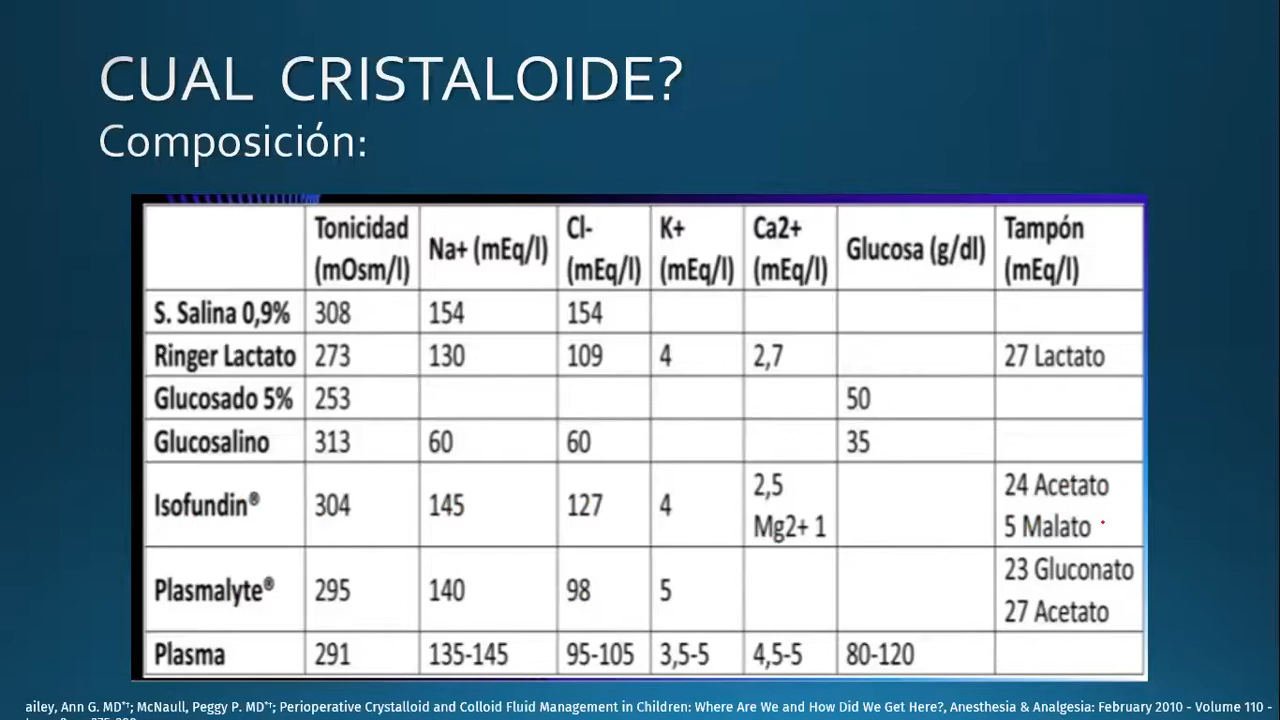 CUAL CRISTALOIDE?
Composición:
Tonicidad (mOsm/l) Na+ (mEq/l) Cl- (mEq/l) K+ (mEq/l) Ca2+ (mEq/l) Glucosa (g/dl) Tampón (mEq/l)
S. Salina 0,9% 308 154 154
Ringer Lactato 273 130 109 4 2,7 27 Lactato
Glucosado 5% 253 50
Glucosalino 313 60 60 35
Isofundin® 304 145 127 4 2,5 Mg2+ 1 24 Acetato 5 Malato
Plasmalyte® 295 140 98 5 23 Gluconato 27 Acetato
Plasma 291 135-145 95-105 3,5-5 4,5-5 80-120
ailey, Ann G. MD*†; McNaull, Peggy P. MD*†; Perioperative Crystalloid and Colloid Fluid Management in Children: Where Are We and How Did We Get Here?, Anesthesia & Analgesia: February 2010 - Volume 110 -